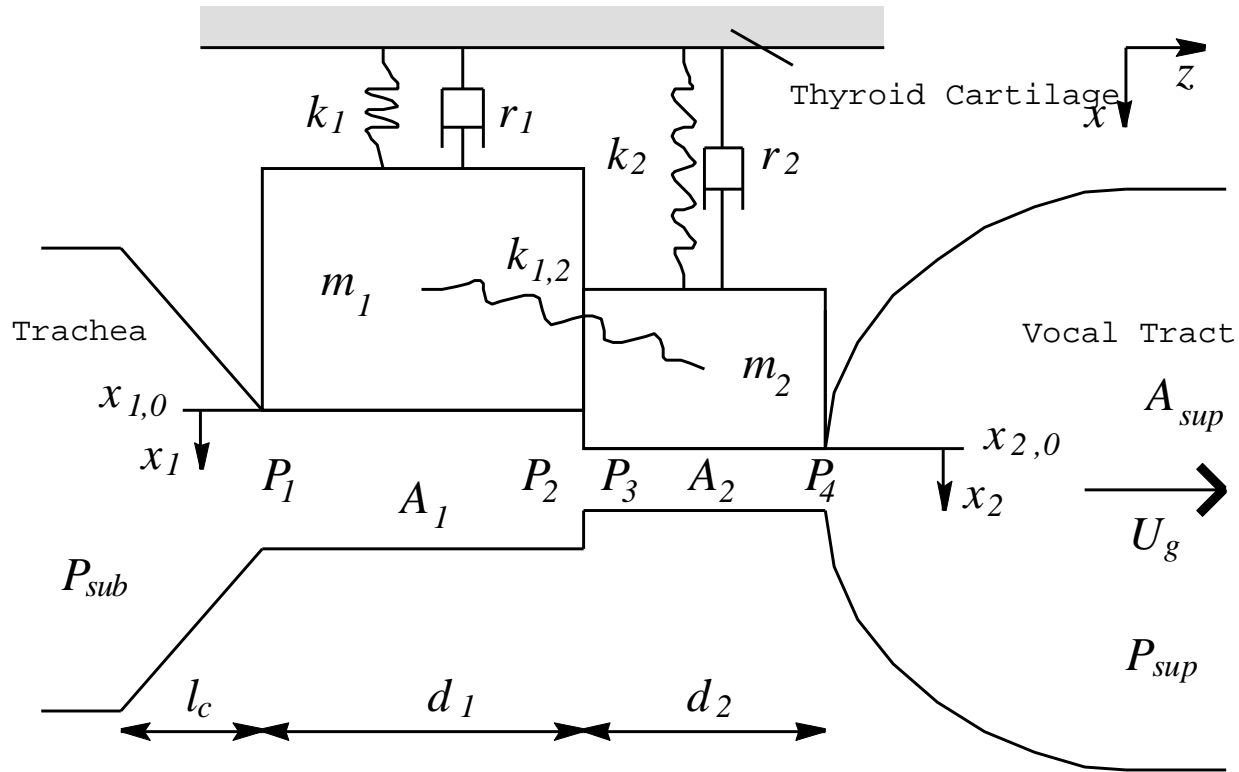 z
Thyroid Cartilage
x
k1
r1
k2
r2
k1,2
m1
Trachea
Vocal Tract
m2
x1,0
Asup
x2,0
x1
P1
P2
P3
A2
P4
x2
A1
Ug
Psub
Psup
lc
d1
d2